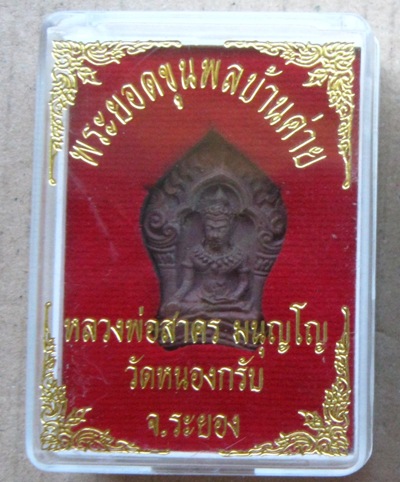 พระยอดขุนพลบ้านค่าย
หลวงพ่อสาคร มนุญโญ
วัดหนองกรับ
จ.ระยอง